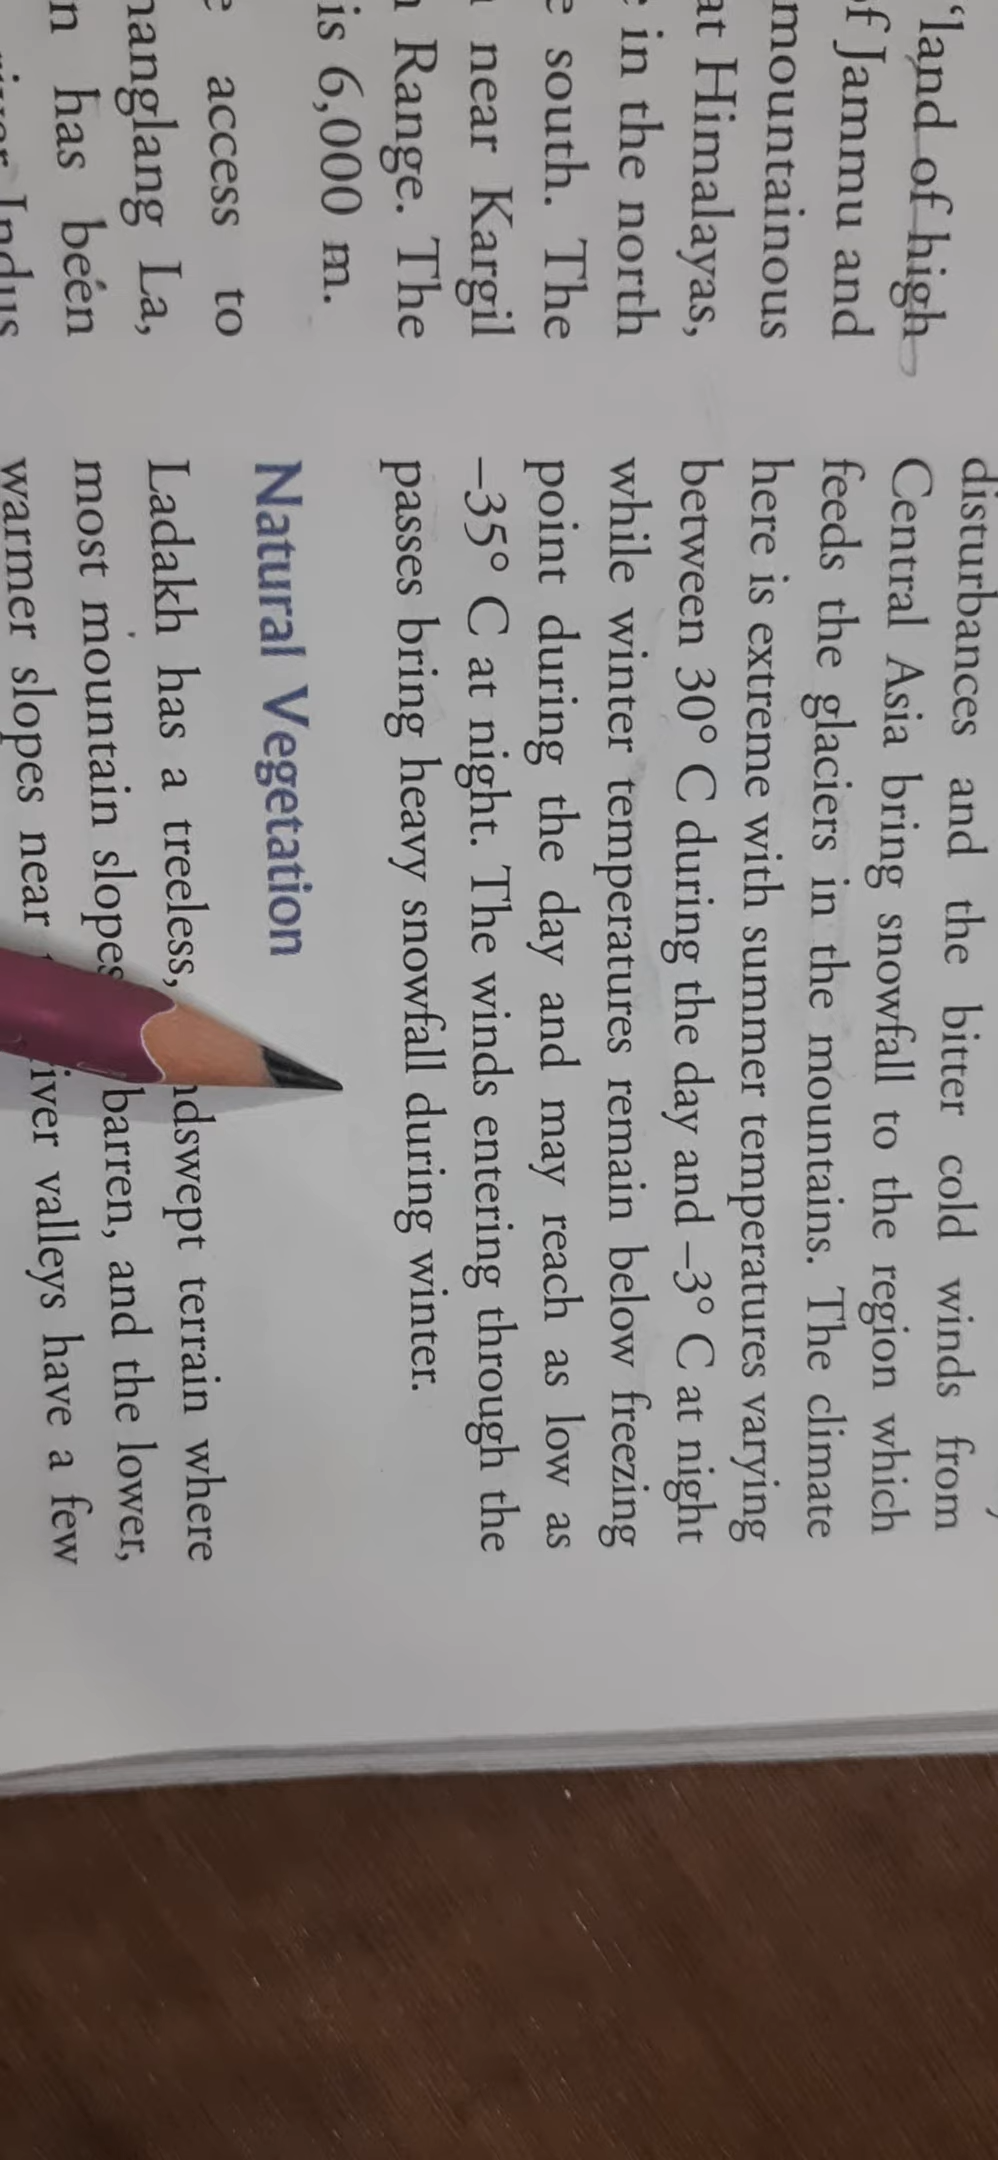 'land of high
of Jammu and
mountainous
at Himalayas,
in the north
south. The
near Kargil
Range. The
is 6,000 m.
access to
La,
has been
Indus
disturbances and the bitter cold winds from
Central Asia bring snowfall to the region which
feeds the glaciers in the mountains. The climate
here is extreme with summer temperatures varying
between 30° C during the day and –3° C at night
while winter temperatures remain below freezing
point during the day and may reach as low as
–35° C at night. The winds entering through the
passes bring heavy snowfall during winter.
Natural Vegetation
Ladakh has a treeless, terrain where
most mountain slopes barren, and the lower,
warmer slopes near valleys have a few